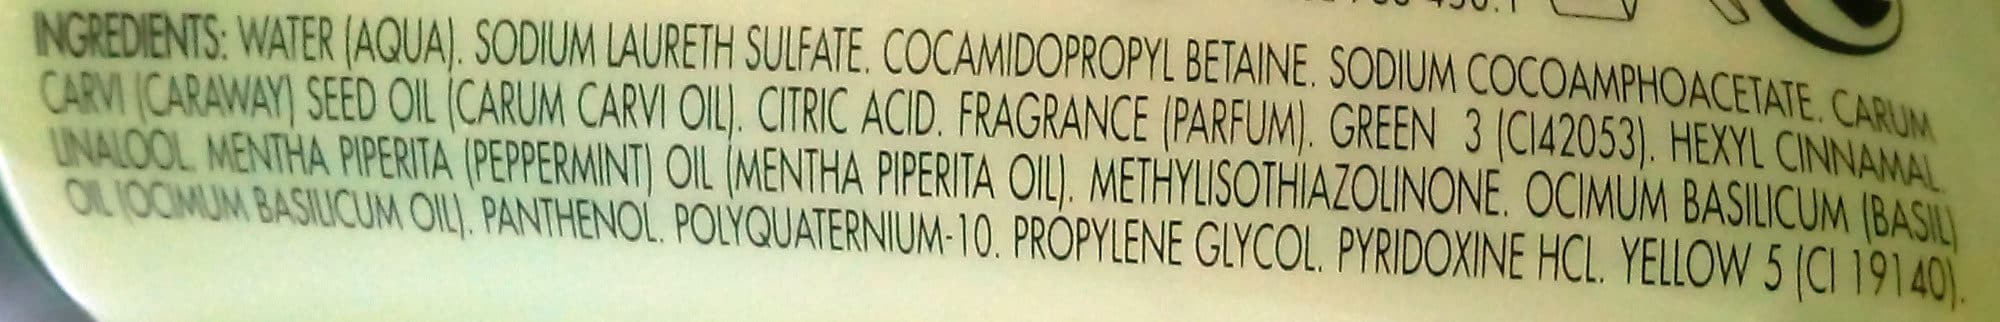 INGREDIENTS: WATER (AQUA). SODIUM LAURETH SULFATE. COCAMIDOPROPYL BETAINE. SODIUM COCOAMPHOACETATE. CARUM
CARVI (CARAWAY) SEED OIL (CARUM CARVI OIL). CITRIC ACID. FRAGRANCE (PARFUM). GREEN 3 (CI42053). HEXYL CINNAMAL.
LINALOOL. MENTHA PIPERITA (PEPPERMINT) OIL (MENTHA PIPERITA OIL). METHYLISOTHIAZOLINONE. OCIMUM BASILICUM (BASIL)
OIL (OCIMUM BASILICUM OIL). PANTHENOL. POLYQUATERNIUM-10. PROPYLENE GLYCOL. PYRIDOXINE HCL. YELLOW 5 (CI 19140).